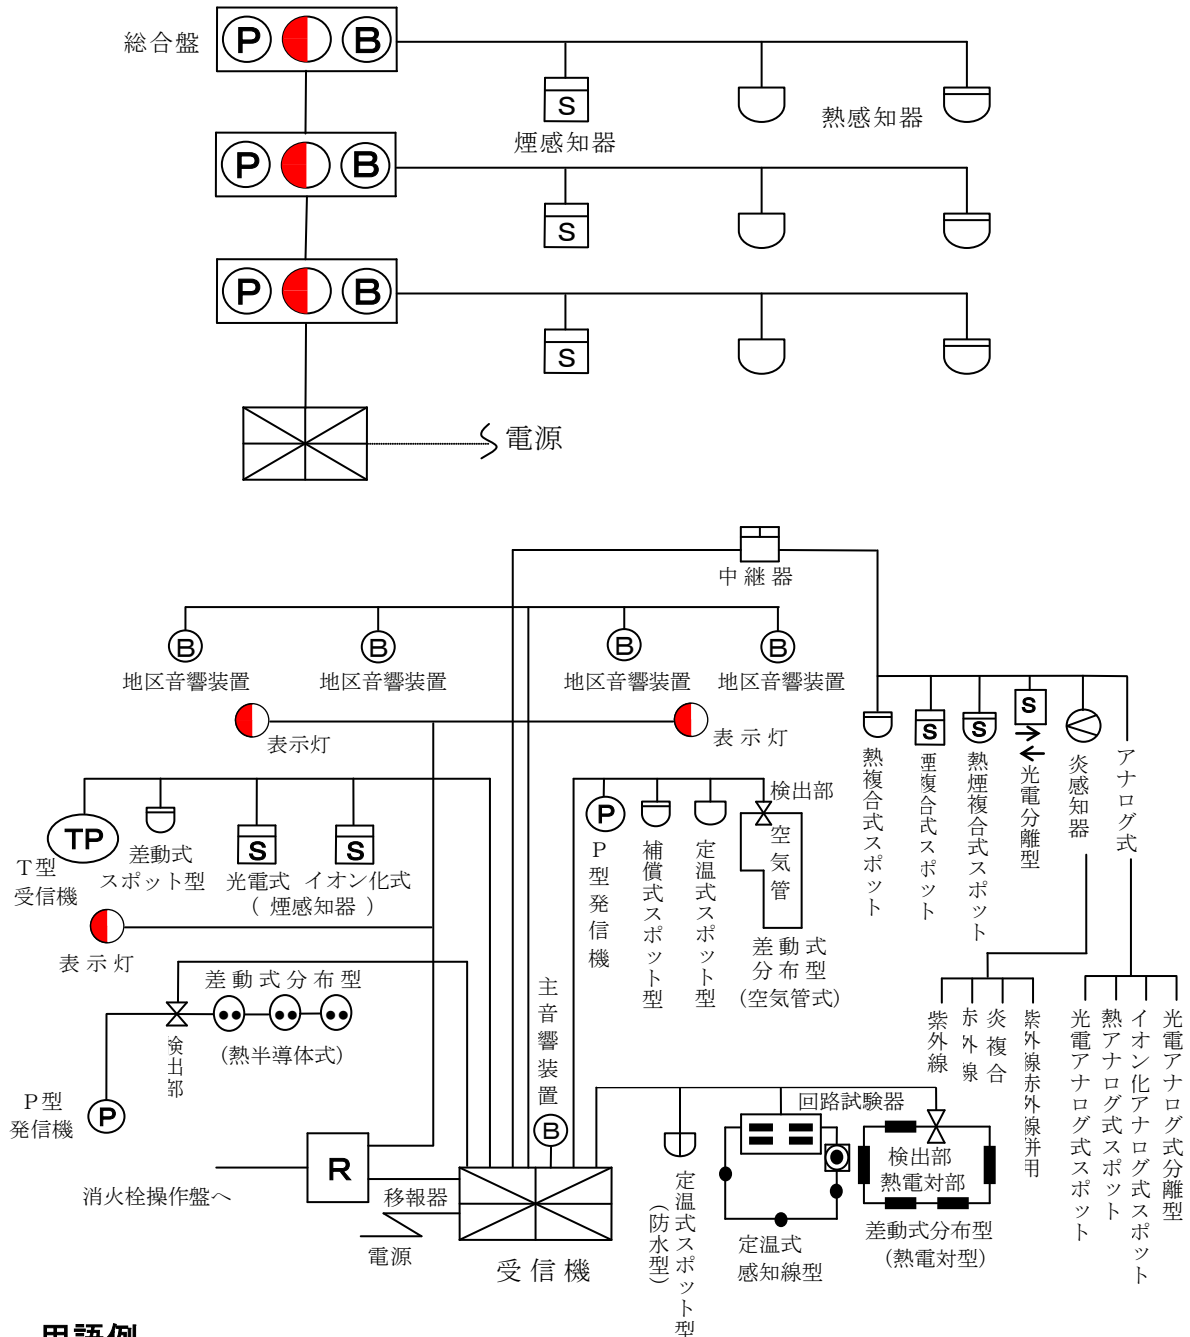 総合盤
P B
S
煙感知器
熱感知器
P B
S
P B
S
電源
中継器
B
B
B
B
地区音響装置
地区音響装置
地区音響装置
地区音響装置
表示灯
表示灯
熱複合式スポット
S
複合式スポット
S
熱煙複合式スポット
S
光電分離型
炎感知器
アナログ式
TP
T型
受信機
差動式
スポット型
S
光電式
S
イオン化式
（煙感知器）
P
P型発信機
補償式スポット型
定温式スポット型
検出部
空気管
差動式
分布型
(空気管式)
表示灯
差動式分布型
(熱半導体式)
検出部
P型
発信機
P
主音響装置
B
紫外線
赤外線
炎複合
紫外線赤外線併用
光電アナログ式スポット
熱アナログ式スポット
イオン化アナログ式スポット
光電アナログ式分離型
R
消火栓操作盤へ
移報器
電源
受信機
定温式スポット型
(防水型)
回路試験器
定温式
感知線型
検出部
熱電対部
差動式分布型
(熱電対型)
用語例